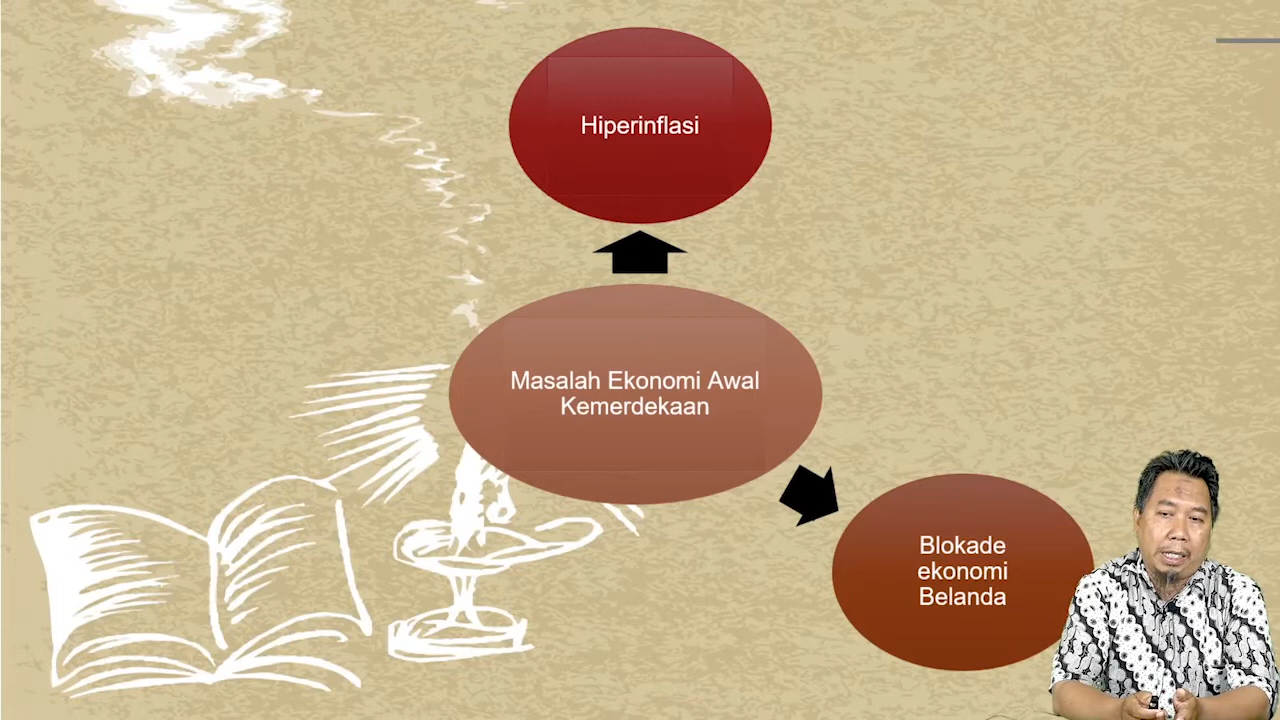 Hiperinflasi
Masalah Ekonomi Awal
Kemerdekaan
Blokade
ekonomi
Belanda